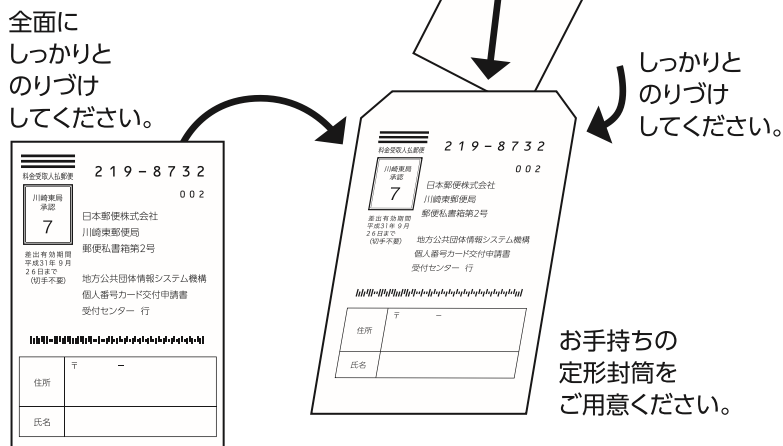 全面に
しっかりと
のりづけ
してください。
料金受取人払郵便
219-8732
002
川崎東局
承認
7
差出有効期間
平成31年9月
26日まで
(切手不要)
日本郵便株式会社
川崎東郵便局
郵便私書箱第2号
地方公共団体情報システム機構
個人番号カード交付申請書
受付センター 行
住所
〒 -
氏名
料金受取人払郵便
219-8732
002
川崎東局
承認
7
差出有効期間
平成31年9月
26日まで
(切手不要)
日本郵便株式会社
川崎東郵便局
郵便私書箱第2号
地方公共団体情報システム機構
個人番号カード交付申請書
受付センター 行
住所
〒 -
氏名
しっかりと
のりづけ
してください。
お手持ちの
定形封筒を
ご用意ください。